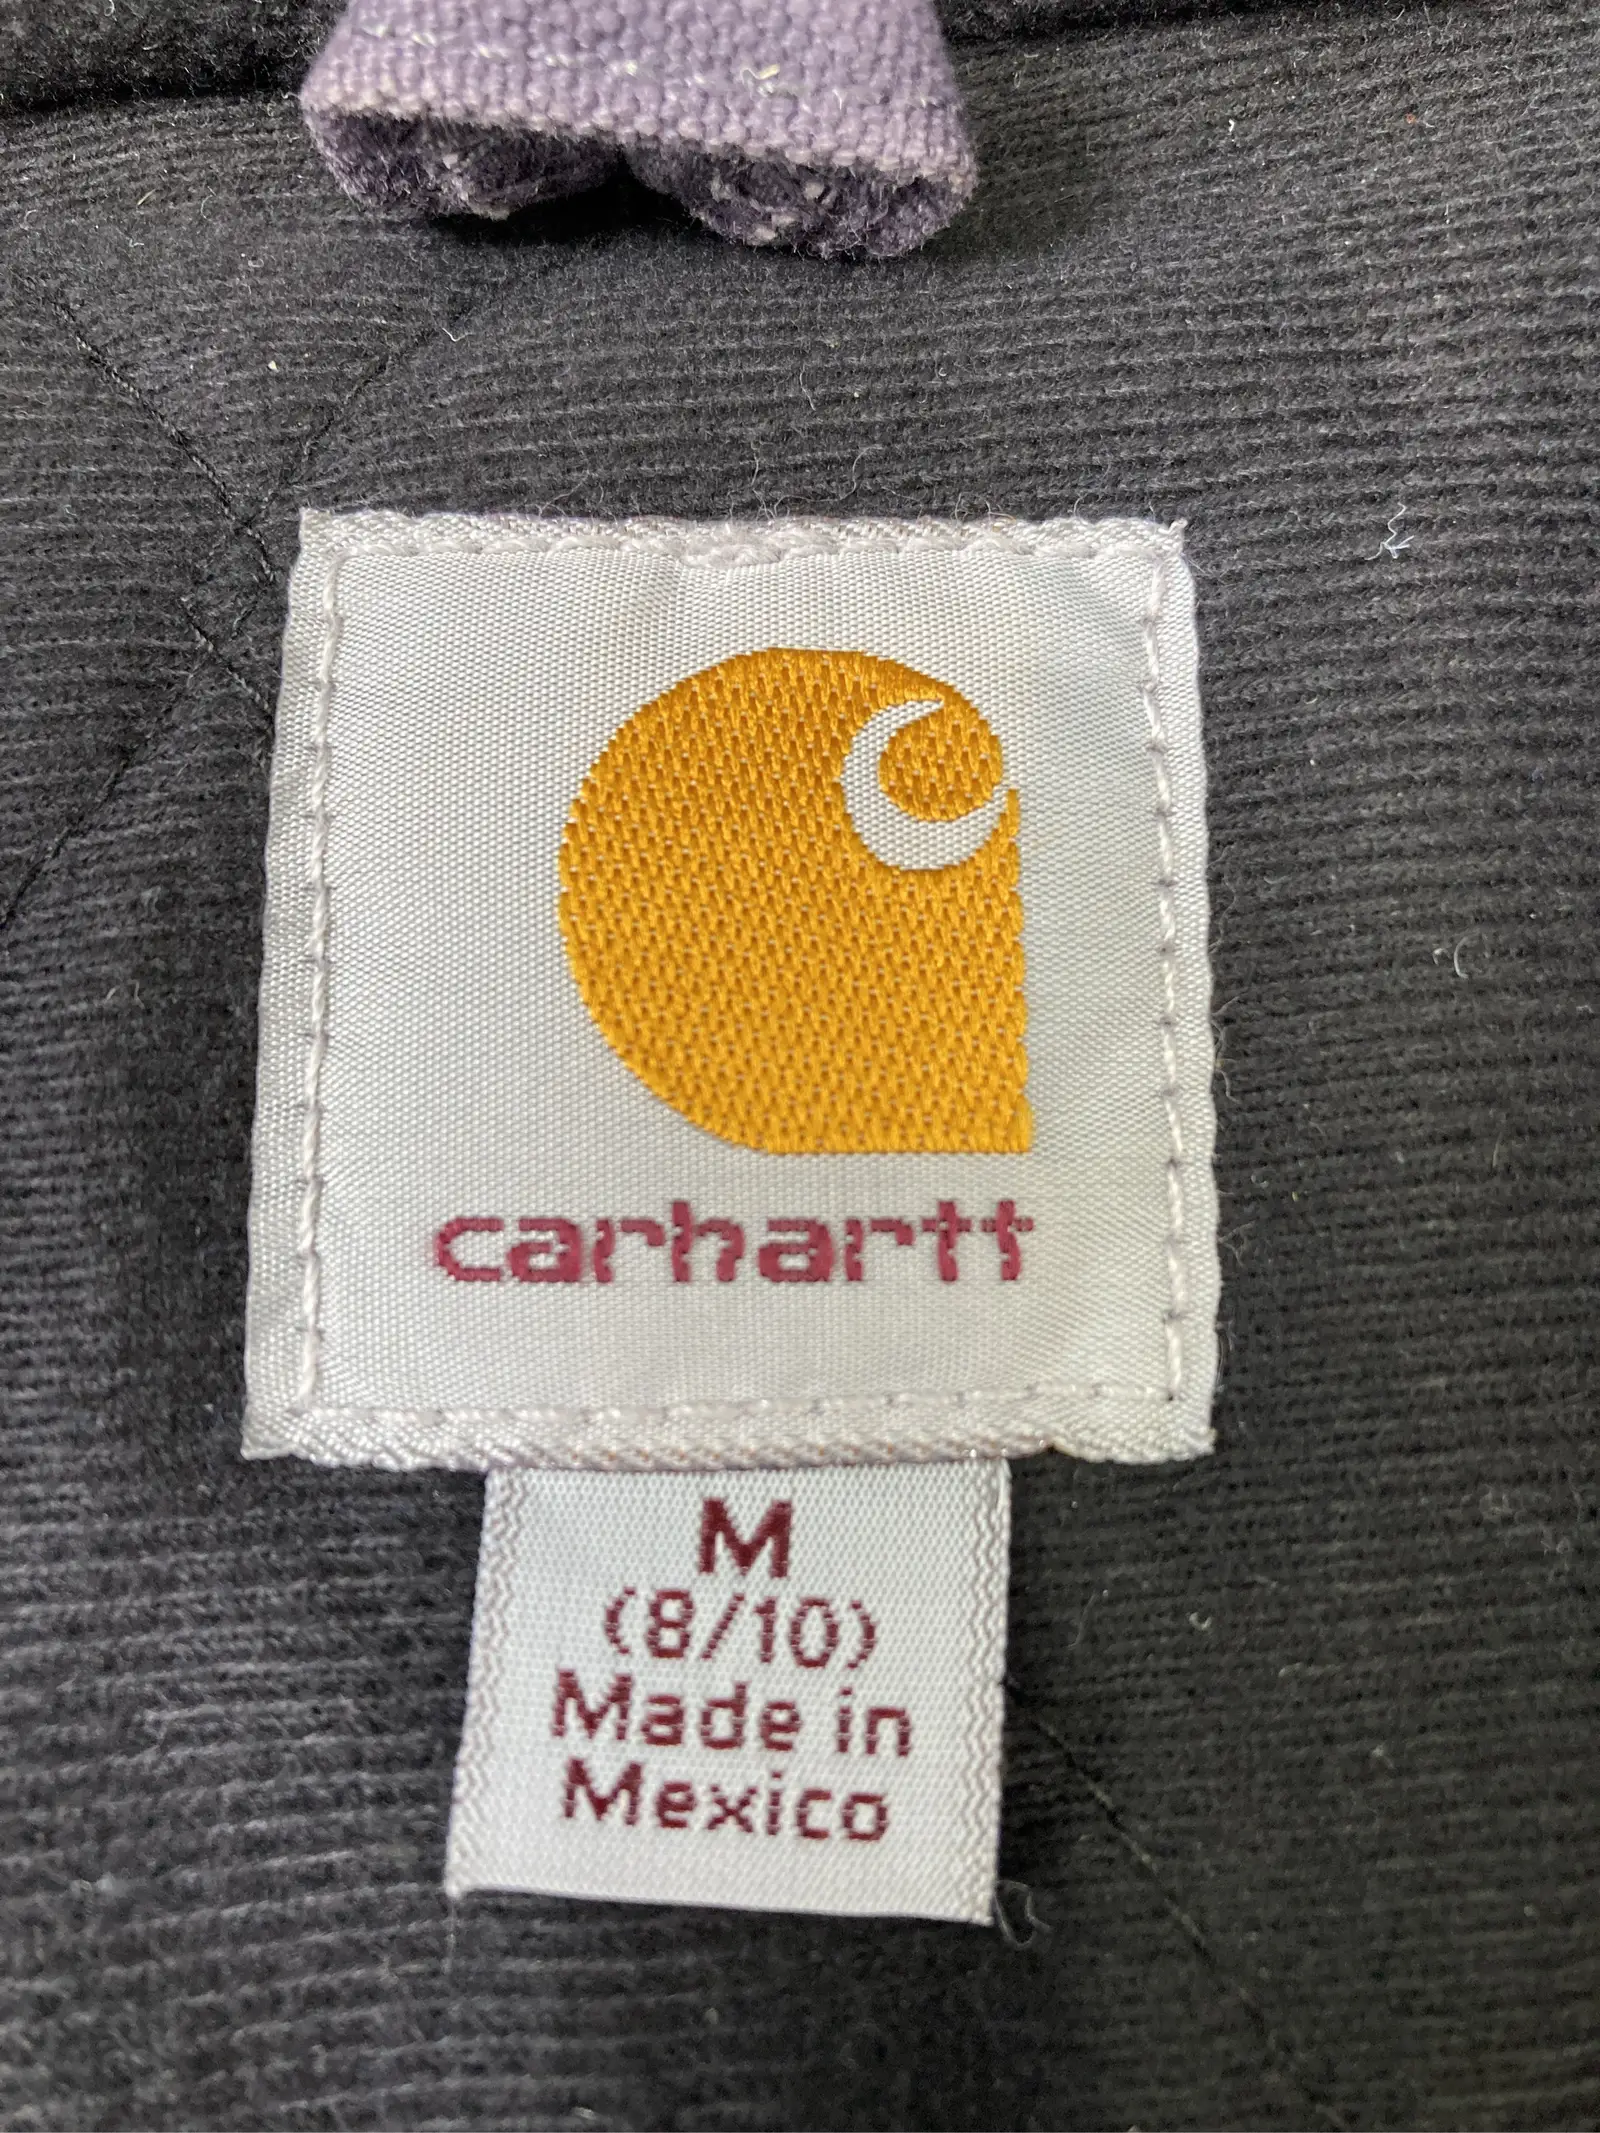 carhartt
M
(8/10)
Made in
Mexico